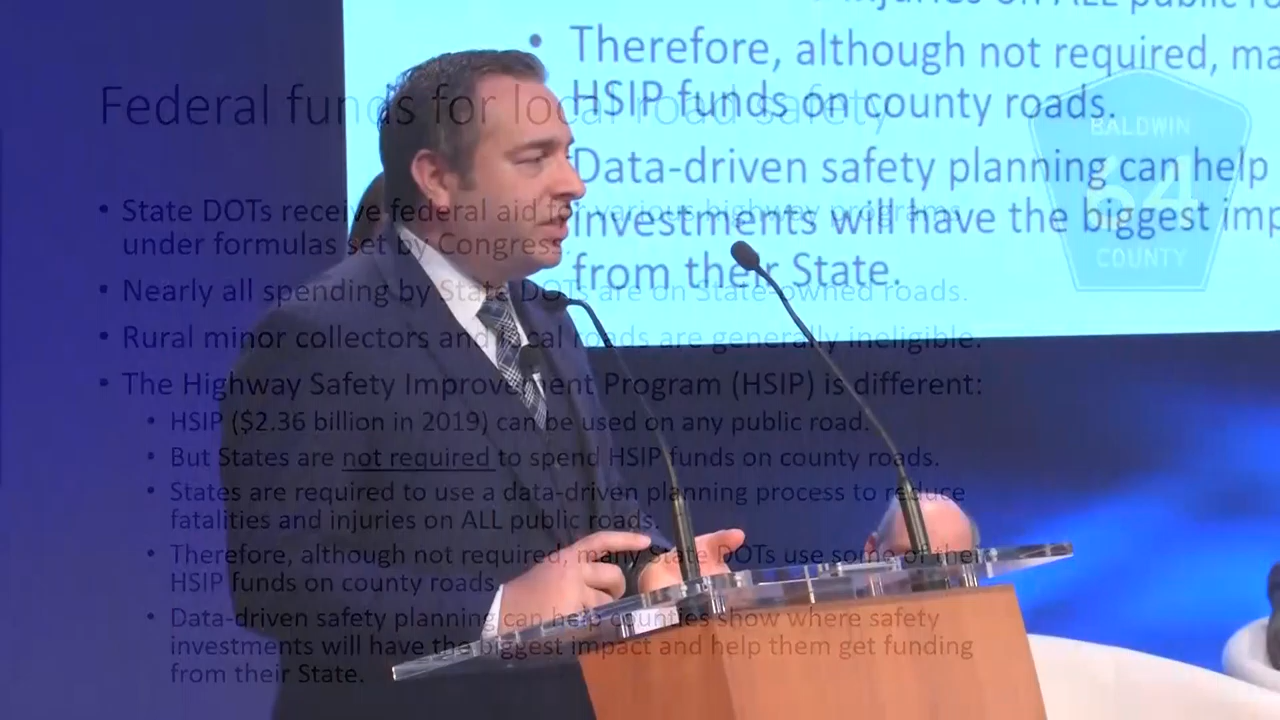 Federal funds for local road safety
BALDWIN
64
COUNTY
• State DOTs receive federal aid for various highway programs
under formulas set by Congress.
• Nearly all spending by State DOTs are on State-owned roads.
• Rural minor collectors and local roads are generally ineligible.
• The Highway Safety Improvement Program (HSIP) is different:
• HSIP ($2.36 billion in 2019) can be used on any public road.
• But States are not required to spend HSIP funds on county roads.
• States are required to use a data-driven planning process to reduce
fatalities and injuries on ALL public roads.
• Therefore, although not required, many State DOTs use some of their
HSIP funds on county roads.
• Data-driven safety planning can help counties show where safety
investments will have the biggest impact and help them get funding
from their State.
injuries on ALL public
• Therefore, although not required,
HSIP funds on county roads.
Data-driven safety planning can help
investments will have the biggest
from their State.